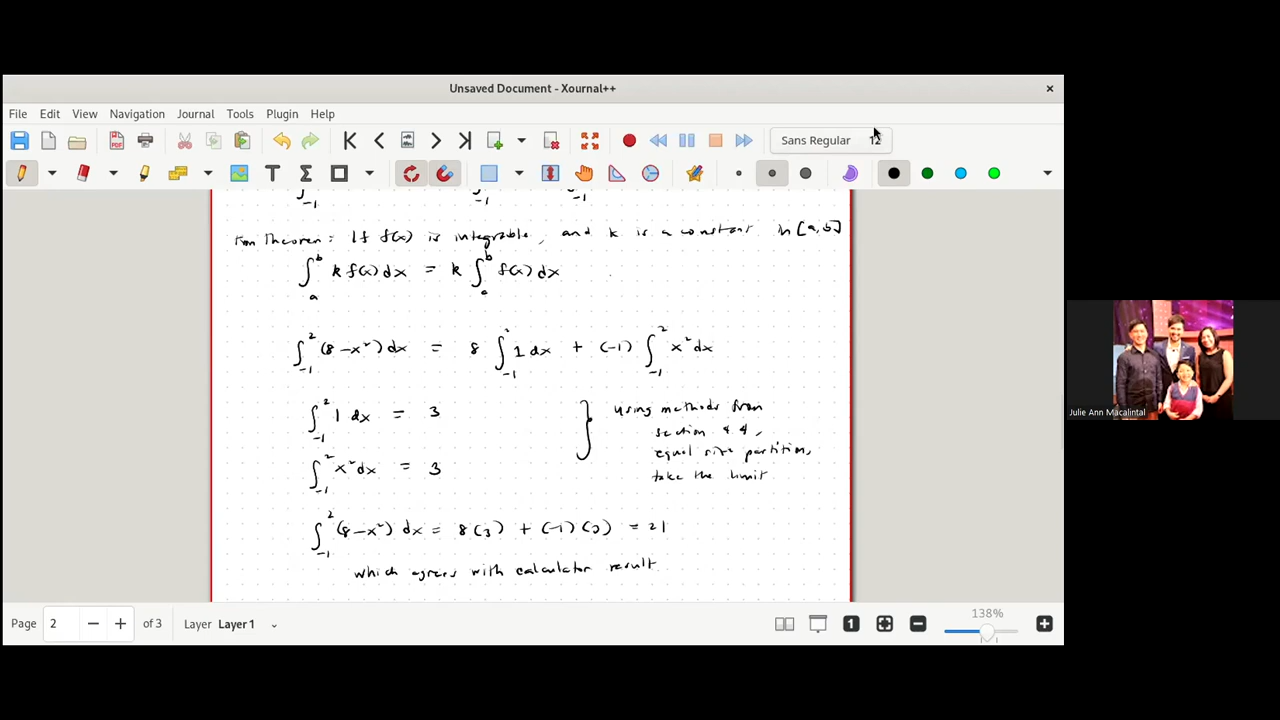 Unsaved Document - Xournal++
File Edit View Navigation Journal Tools Plugin Help
Sans Regular 12
∫_{-1} ∫_{-1} ∫_{-1}
Theorem: If f(x) is integrable, and k is a constant in [a,b]
∫_a^b k f(x) dx = k ∫_a^b f(x) dx
∫_{-1}^2 (8-x²) dx = 8 ∫_{-1}^2 1 dx + (-1) ∫_{-1}^2 x² dx
∫_{-1}^2 1 dx = 3
∫_{-1}^2 x² dx = 3
} using methods from
section 4.4,
equal size partition,
take the limit
∫_{-1}^2 (8-x²) dx = 8(3) + (-1)(3) = 21
which agrees with calculator result
Page 2 of 3 Layer Layer 1 138%
Julie Ann Macalintal